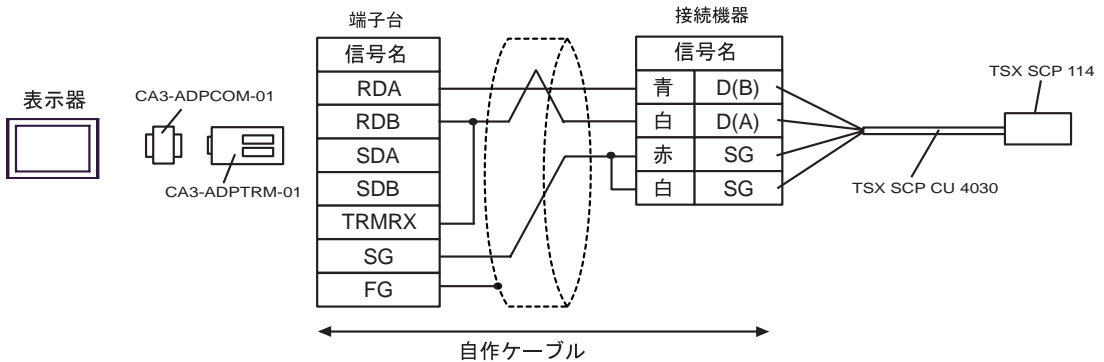 端子台
接続機器
信号名
信号名
RDA
青 D(B)
TSX SCP 114
表示器
CA3-ADPCOM-01
RDB
白 D(A)
SDA
赤 SG
CA3-ADPTRM-01
SDB
白 SG
TSX SCP CU 4030
TRMRX
SG
FG
自作ケーブル